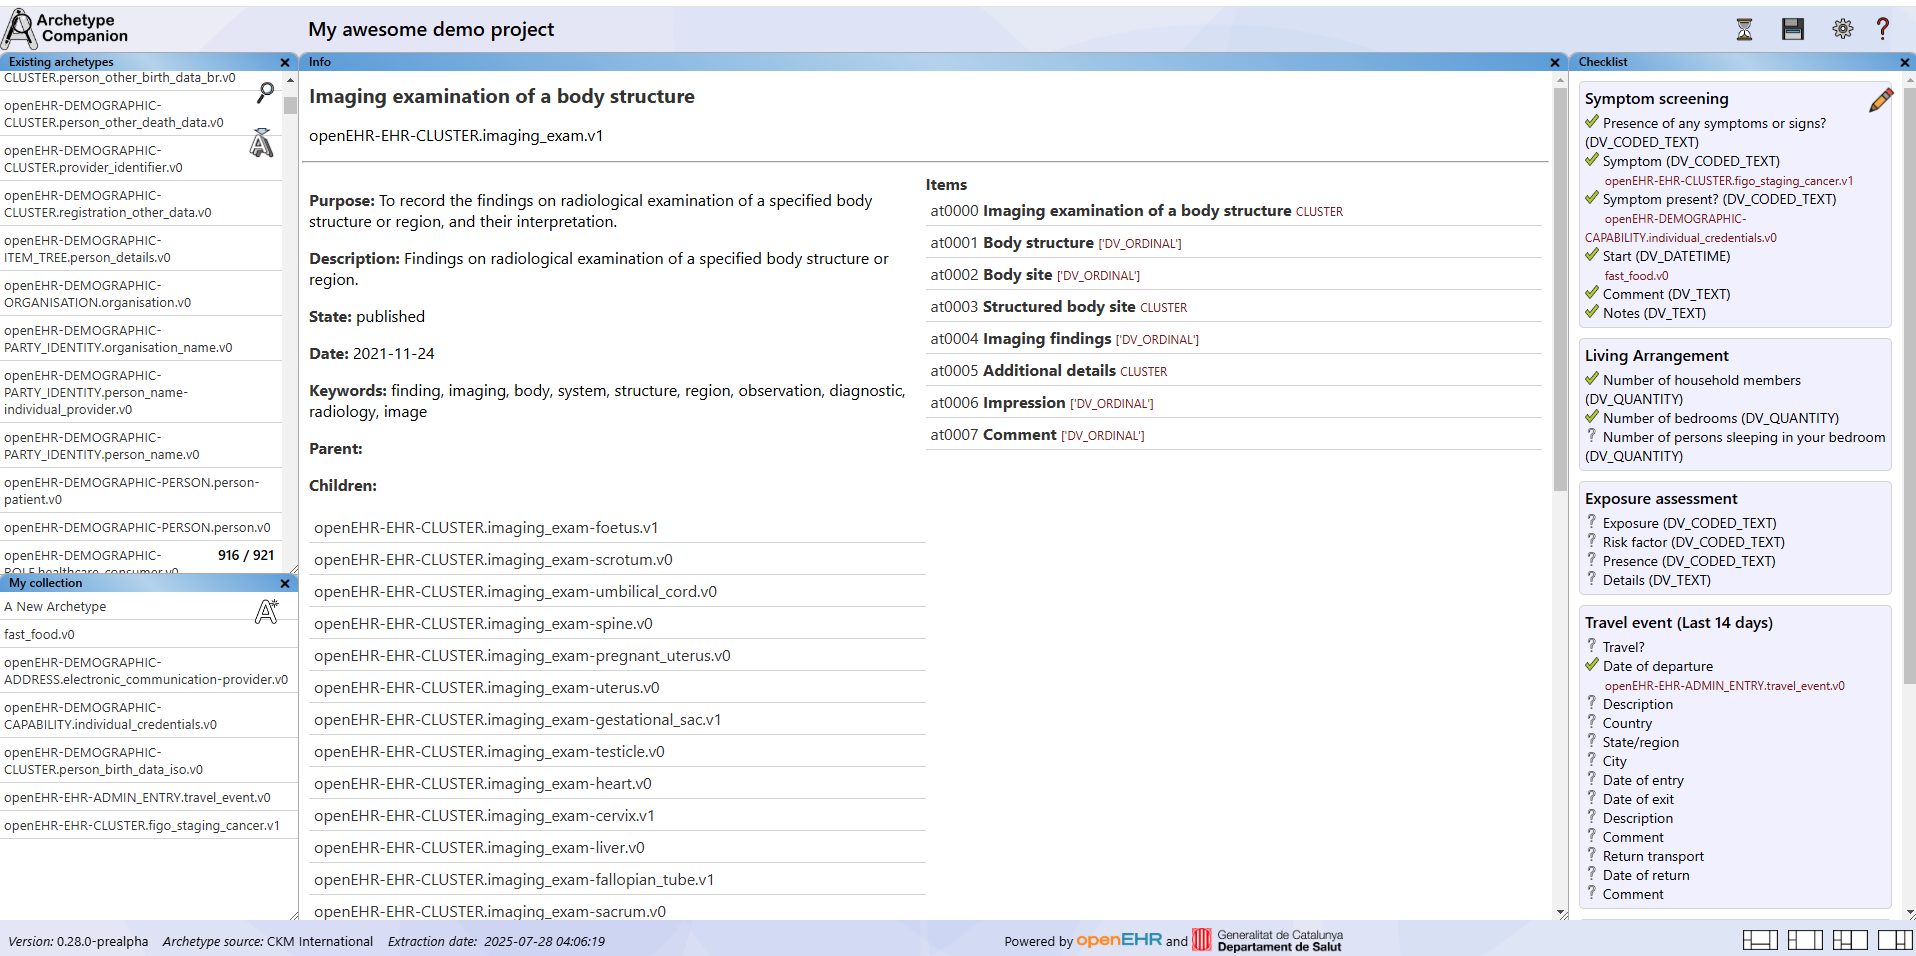 Archetype
Companion
My awesome demo project
?
Existing archetypes
CLUSTER.person_other_birth_data_br.v0
openEHR-DEMOGRAPHIC-
CLUSTER.person_other_death_data.v0
openEHR-DEMOGRAPHIC-
CLUSTER.provider_identifier.v0
openEHR-DEMOGRAPHIC-
CLUSTER.registration_other_data.v0
openEHR-DEMOGRAPHIC-
ITEM_TREE.person_details.v0
openEHR-DEMOGRAPHIC-
ORGANISATION.organisation.v0
openEHR-DEMOGRAPHIC-
PARTY_IDENTITY.organisation_name.v0
openEHR-DEMOGRAPHIC-
PARTY_IDENTITY.person_name-
individual_provider.v0
openEHR-DEMOGRAPHIC-
PARTY_IDENTITY.person_name.v0
openEHR-DEMOGRAPHIC-PERSON.person-
patient.v0
openEHR-DEMOGRAPHIC-PERSON.person.v0
openEHR-DEMOGRAPHIC-
ROLE.healthcare_consumer.v0
916 / 921
My collection
A New Archetype
fast_food.v0
openEHR-DEMOGRAPHIC-
ADDRESS.electronic_communication-provider.v0
openEHR-DEMOGRAPHIC-
CAPABILITY.individual_credentials.v0
openEHR-DEMOGRAPHIC-
CLUSTER.person_birth_data_iso.v0
openEHR-EHR-ADMIN_ENTRY.travel_event.v0
openEHR-EHR-CLUSTER.figo_staging_cancer.v1
Info
Imaging examination of a body structure
openEHR-EHR-CLUSTER.imaging_exam.v1
Purpose: To record the findings on radiological examination of a specified body
structure or region, and their interpretation.
Description: Findings on radiological examination of a specified body structure or
region.
State: published
Date: 2021-11-24
Keywords: finding, imaging, body, system, structure, region, observation, diagnostic,
radiology, image
Parent:
Children:
openEHR-EHR-CLUSTER.imaging_exam-foetus.v1
openEHR-EHR-CLUSTER.imaging_exam-scrotum.v0
openEHR-EHR-CLUSTER.imaging_exam-umbilical_cord.v0
openEHR-EHR-CLUSTER.imaging_exam-spine.v0
openEHR-EHR-CLUSTER.imaging_exam-pregnant_uterus.v0
openEHR-EHR-CLUSTER.imaging_exam-uterus.v0
openEHR-EHR-CLUSTER.imaging_exam-gestational_sac.v1
openEHR-EHR-CLUSTER.imaging_exam-testicle.v0
openEHR-EHR-CLUSTER.imaging_exam-heart.v0
openEHR-EHR-CLUSTER.imaging_exam-cervix.v1
openEHR-EHR-CLUSTER.imaging_exam-liver.v0
openEHR-EHR-CLUSTER.imaging_exam-fallopian_tube.v1
openEHR-EHR-CLUSTER.imaging_exam-sacrum.v0
Items
at0000 Imaging examination of a body structure CLUSTER
at0001 Body structure ['DV_ORDINAL']
at0002 Body site ['DV_ORDINAL']
at0003 Structured body site CLUSTER
at0004 Imaging findings ['DV_ORDINAL']
at0005 Additional details CLUSTER
at0006 Impression ['DV_ORDINAL']
at0007 Comment ['DV_ORDINAL']
Checklist
Symptom screening
Presence of any symptoms or signs?
(DV_CODED_TEXT)
Symptom (DV_CODED_TEXT)
openEHR-EHR-CLUSTER.figo_staging_cancer.v1
Symptom present? (DV_CODED_TEXT)
openEHR-DEMOGRAPHIC-
CAPABILITY.individual_credentials.v0
Start (DV_DATETIME)
fast_food.v0
Comment (DV_TEXT)
Notes (DV_TEXT)
Living Arrangement
Number of household members
(DV_QUANTITY)
Number of bedrooms (DV_QUANTITY)
? Number of persons sleeping in your bedroom
(DV_QUANTITY)
Exposure assessment
? Exposure (DV_CODED_TEXT)
? Risk factor (DV_CODED_TEXT)
? Presence (DV_CODED_TEXT)
? Details (DV_TEXT)
Travel event (Last 14 days)
? Travel?
Date of departure
openEHR-EHR-ADMIN_ENTRY.travel_event.v0
? Description
? Country
? State/region
? City
? Date of entry
? Date of exit
? Description
? Comment
? Return transport
? Date of return
? Comment
Version: 0.28.0-prealpha Archetype source: CKM International Extraction date: 2025-07-28 04:06:19
Powered by openEHR and Generalitat de Catalunya
Departament de Salut